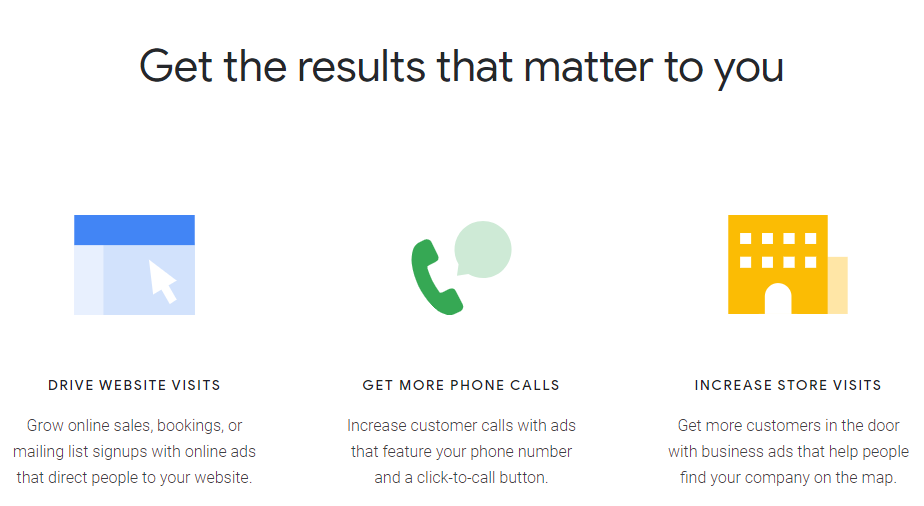 Get the results that matter to you
DRIVE WEBSITE VISITS
Grow online sales, bookings, or
mailing list signups with online ads
that direct people to your website.
GET MORE PHONE CALLS
Increase customer calls with ads
that feature your phone number
and a click-to-call button.
INCREASE STORE VISITS
Get more customers in the door
with business ads that help people
find your company on the map.